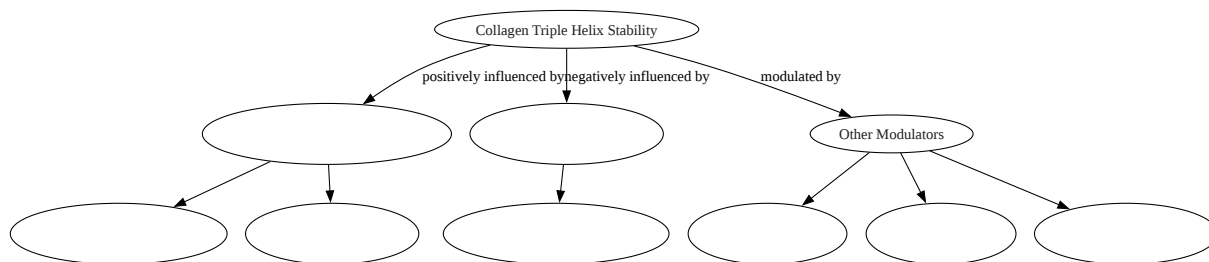 Collagen Triple Helix Stability
positively influenced by
negatively influenced by
modulated by
Other Modulators